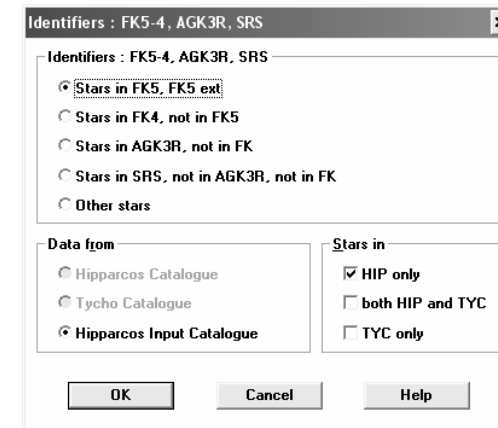 Identifiers : FK5-4, AGK3R, SRS
Identifiers : FK5-4, AGK3R, SRS
Stars in FK5, FK5 ext
Stars in FK4, not in FK5
Stars in AGK3R, not in FK
Stars in SRS, not in AGK3R, not in FK
Other stars
Data from
Hipparcos Catalogue
Tycho Catalogue
Hipparcos Input Catalogue
Stars in
HIP only
both HIP and TYC
TYC only
OK Cancel Help